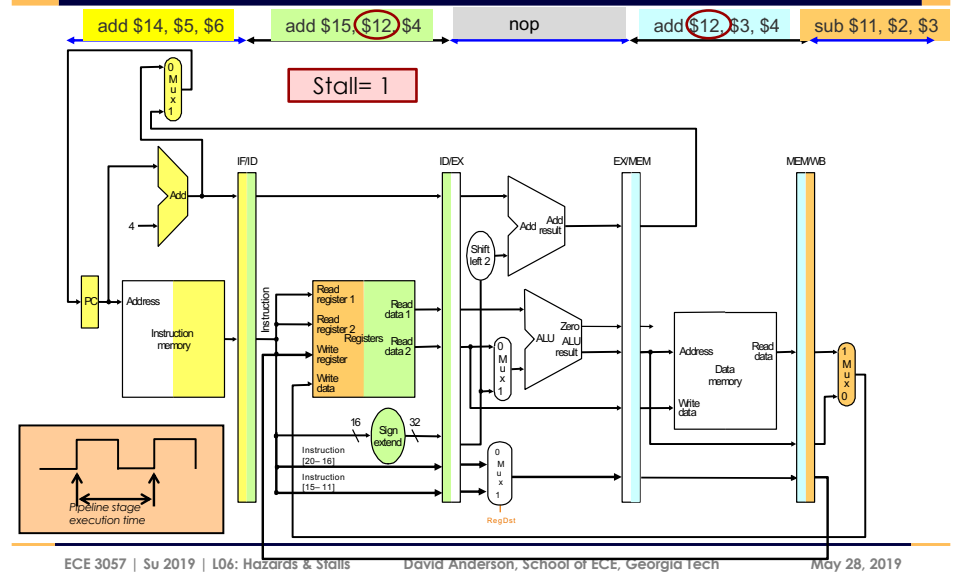 add $14, $5, $6
add $15, $12, $4
nop
add $12, $3, $4
sub $11, $2, $3
Stall= 1
0
M
u
x
1
IF/ID
ID/EX
EX/MEM
MEM/WB
Add
4
Add
Add
result
Shift
left 2
PC
Address
Instruction
memory
Instruction
Read
register 1
Read
register 2
Write
register
Write
data
Registers
Read
data 1
Read
data 2
0
M
u
x
1
Zero
ALU
ALU
result
Address
Read
data
Data
memory
Write
data
1
M
u
x
0
16
Sign
extend
32
Instruction
[20– 16]
Instruction
[15– 11]
0
M
u
x
1
RegDst
Pipeline stage
execution time
ECE 3057 | Su 2019 | L06: Hazards & Stalls
David Anderson, School of ECE, Georgia Tech
May 28, 2019